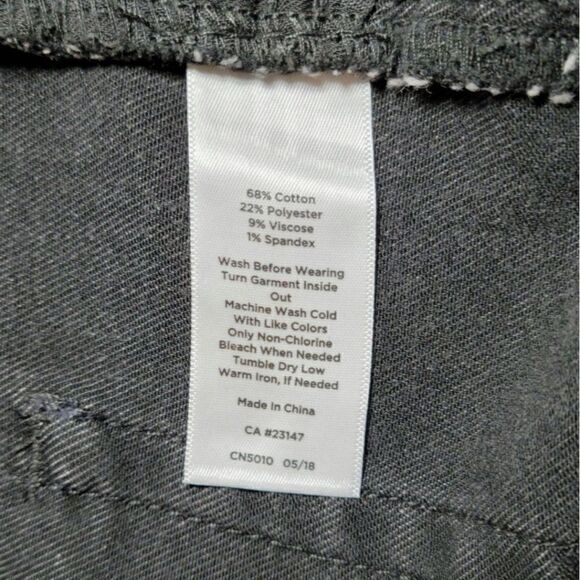 68% Cotton
22% Polyester
9% Viscose
1% Spandex
Wash Before Wearing
Turn Garment Inside
Out
Machine Wash Cold
With Like Colors
Only Non-Chlorine
Bleach When Needed
Tumble Dry Low
Warm Iron, If Needed
Made In China
CA #23147
CN5010 05/18